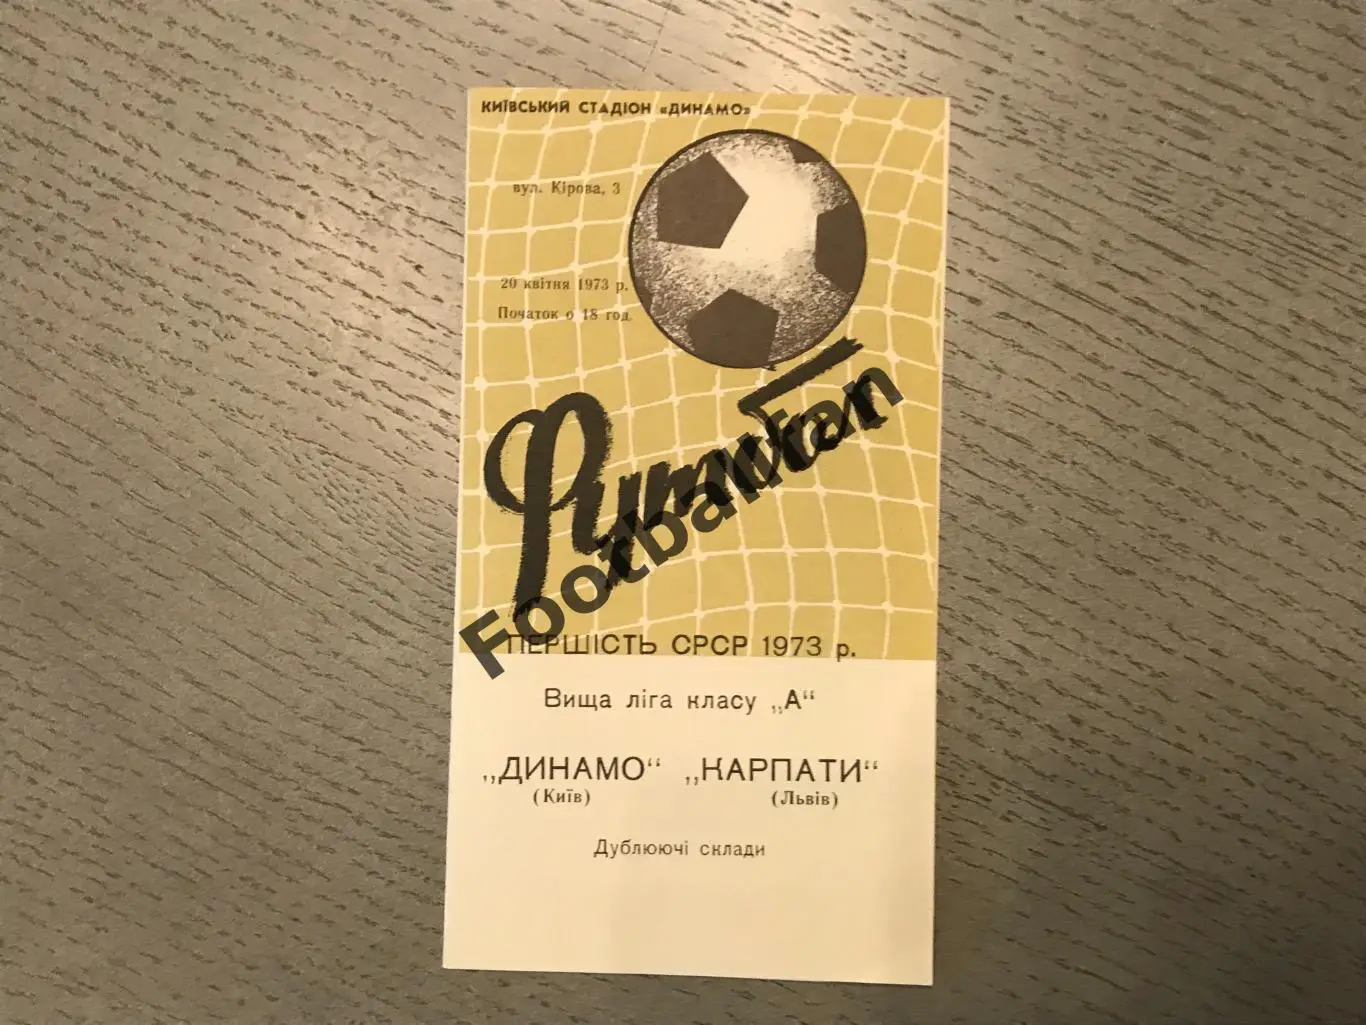 КИЇВСЬКИЙ СТАДІОН «ДИНАМО»
вул. Кірова, 3
20 квітня 1973 р.
Початок о 18 год.
Футбол
Footballfan
ПЕРШІСТЬ СРСР 1973 р.
Вища ліга класу „А“
„ДИНАМО“ „КАРПАТИ“
(Київ) (Львів)
Дублюючі склади